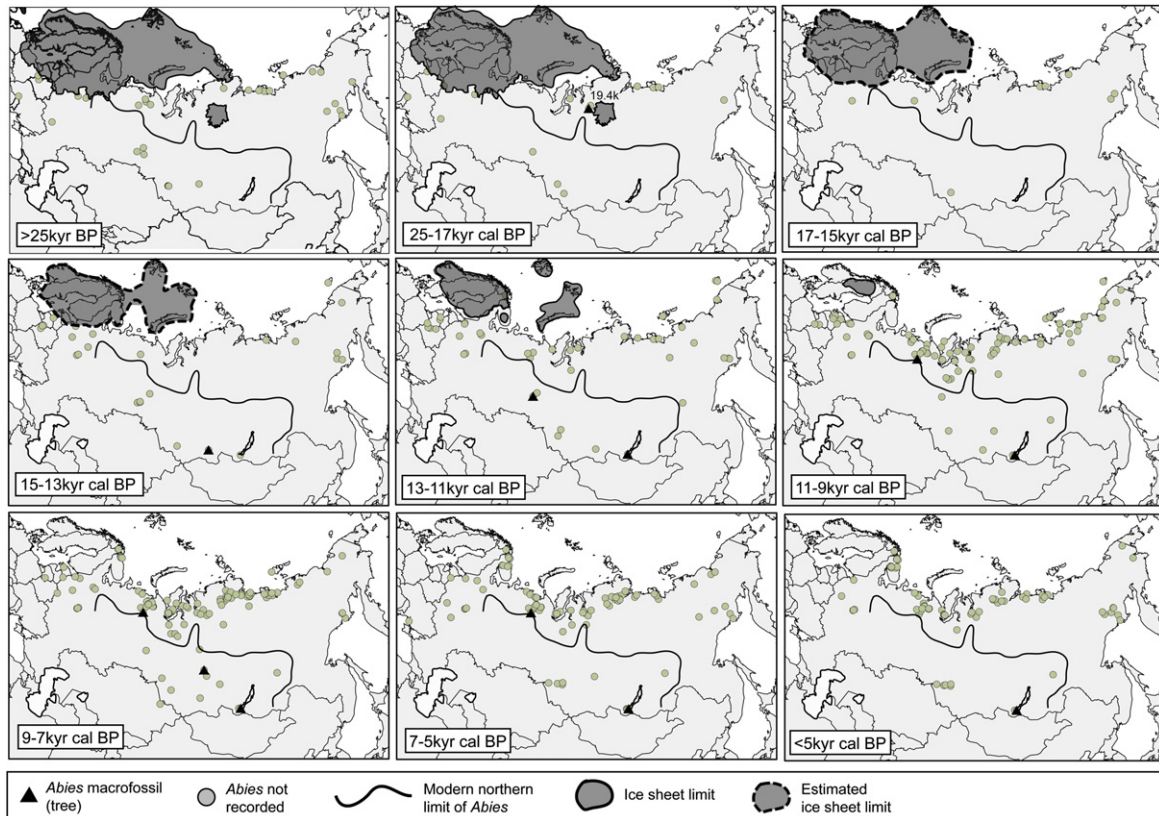 >25kyr BP
19.4k
25-17kyr cal BP
17-15kyr cal BP
15-13kyr cal BP
13-11kyr cal BP
11-9kyr cal BP
9-7kyr cal BP
7-5kyr cal BP
<5kyr cal BP
Abies macrofossil
(tree)
Abies not
recorded
Modern northern
limit of Abies
Ice sheet limit
Estimated
ice sheet limit